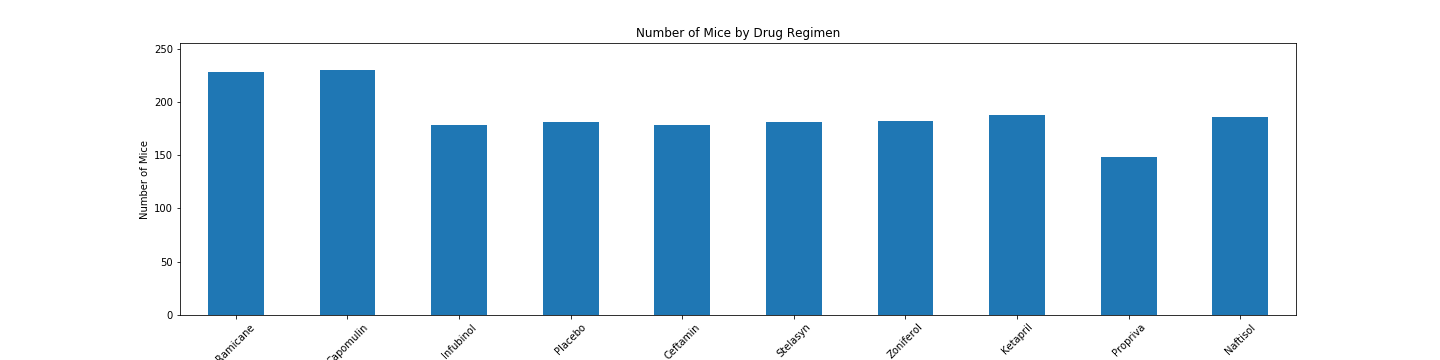 Number of Mice by Drug Regimen
Number of Mice
250
200
150
100
50
0
Ramicane
Capomulin
Infubinol
Placebo
Ceftamin
Stelasyn
Zoniferol
Ketapril
Propriva
Naftisol